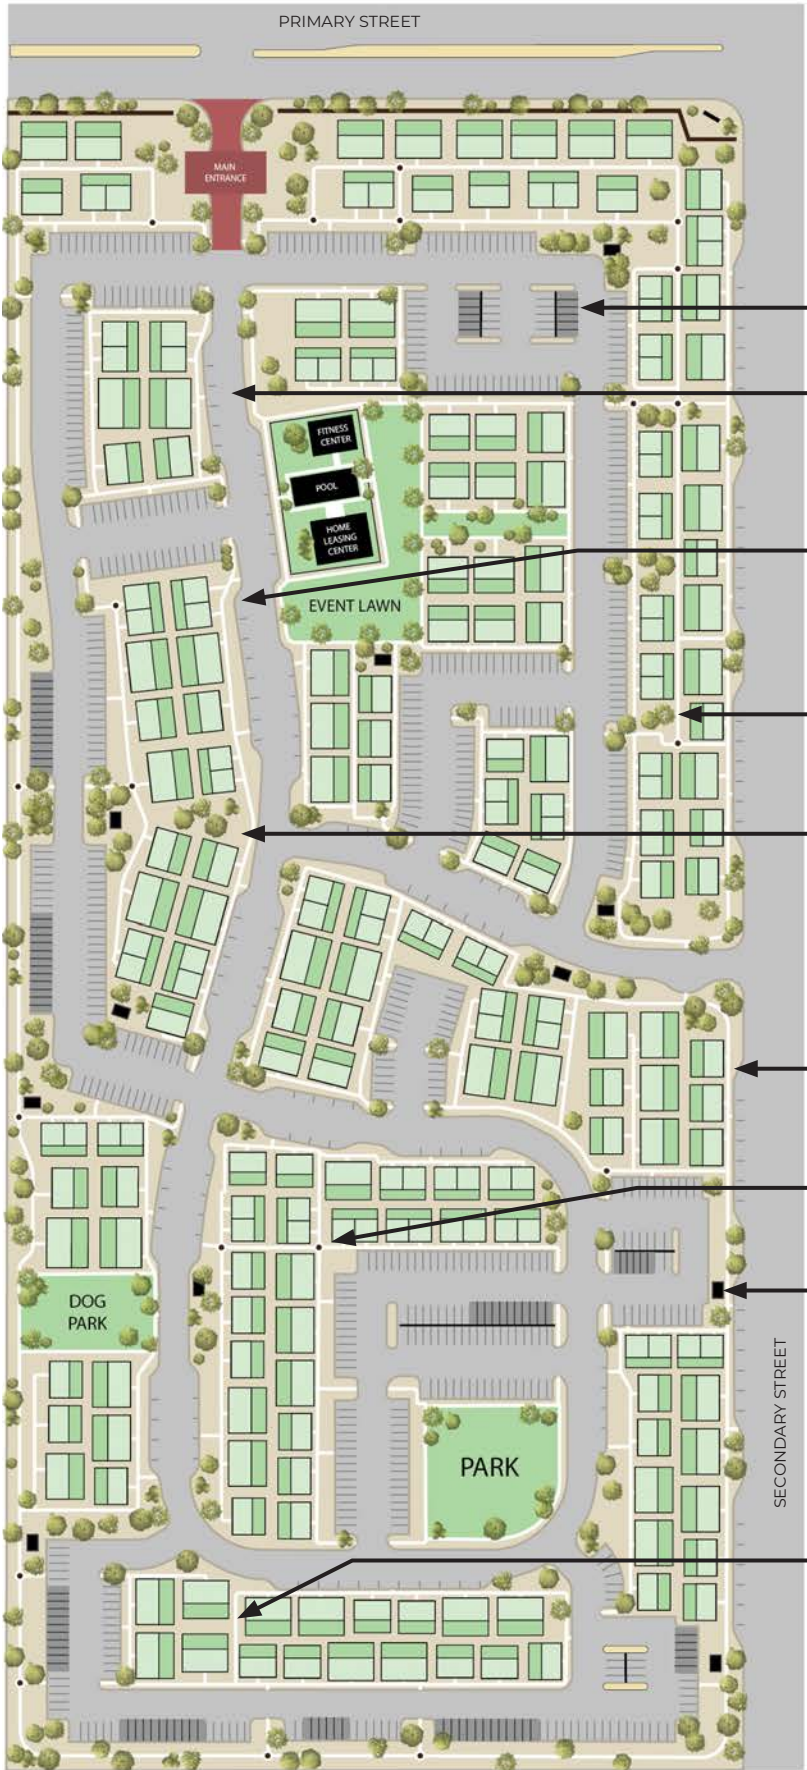 PRIMARY STREET
MAIN
ENTRANCE
FITNESS
CENTER
POOL
HOME
LEASING
CENTER
EVENT LAWN
DOG
PARK
PARK
SECONDARY STREET